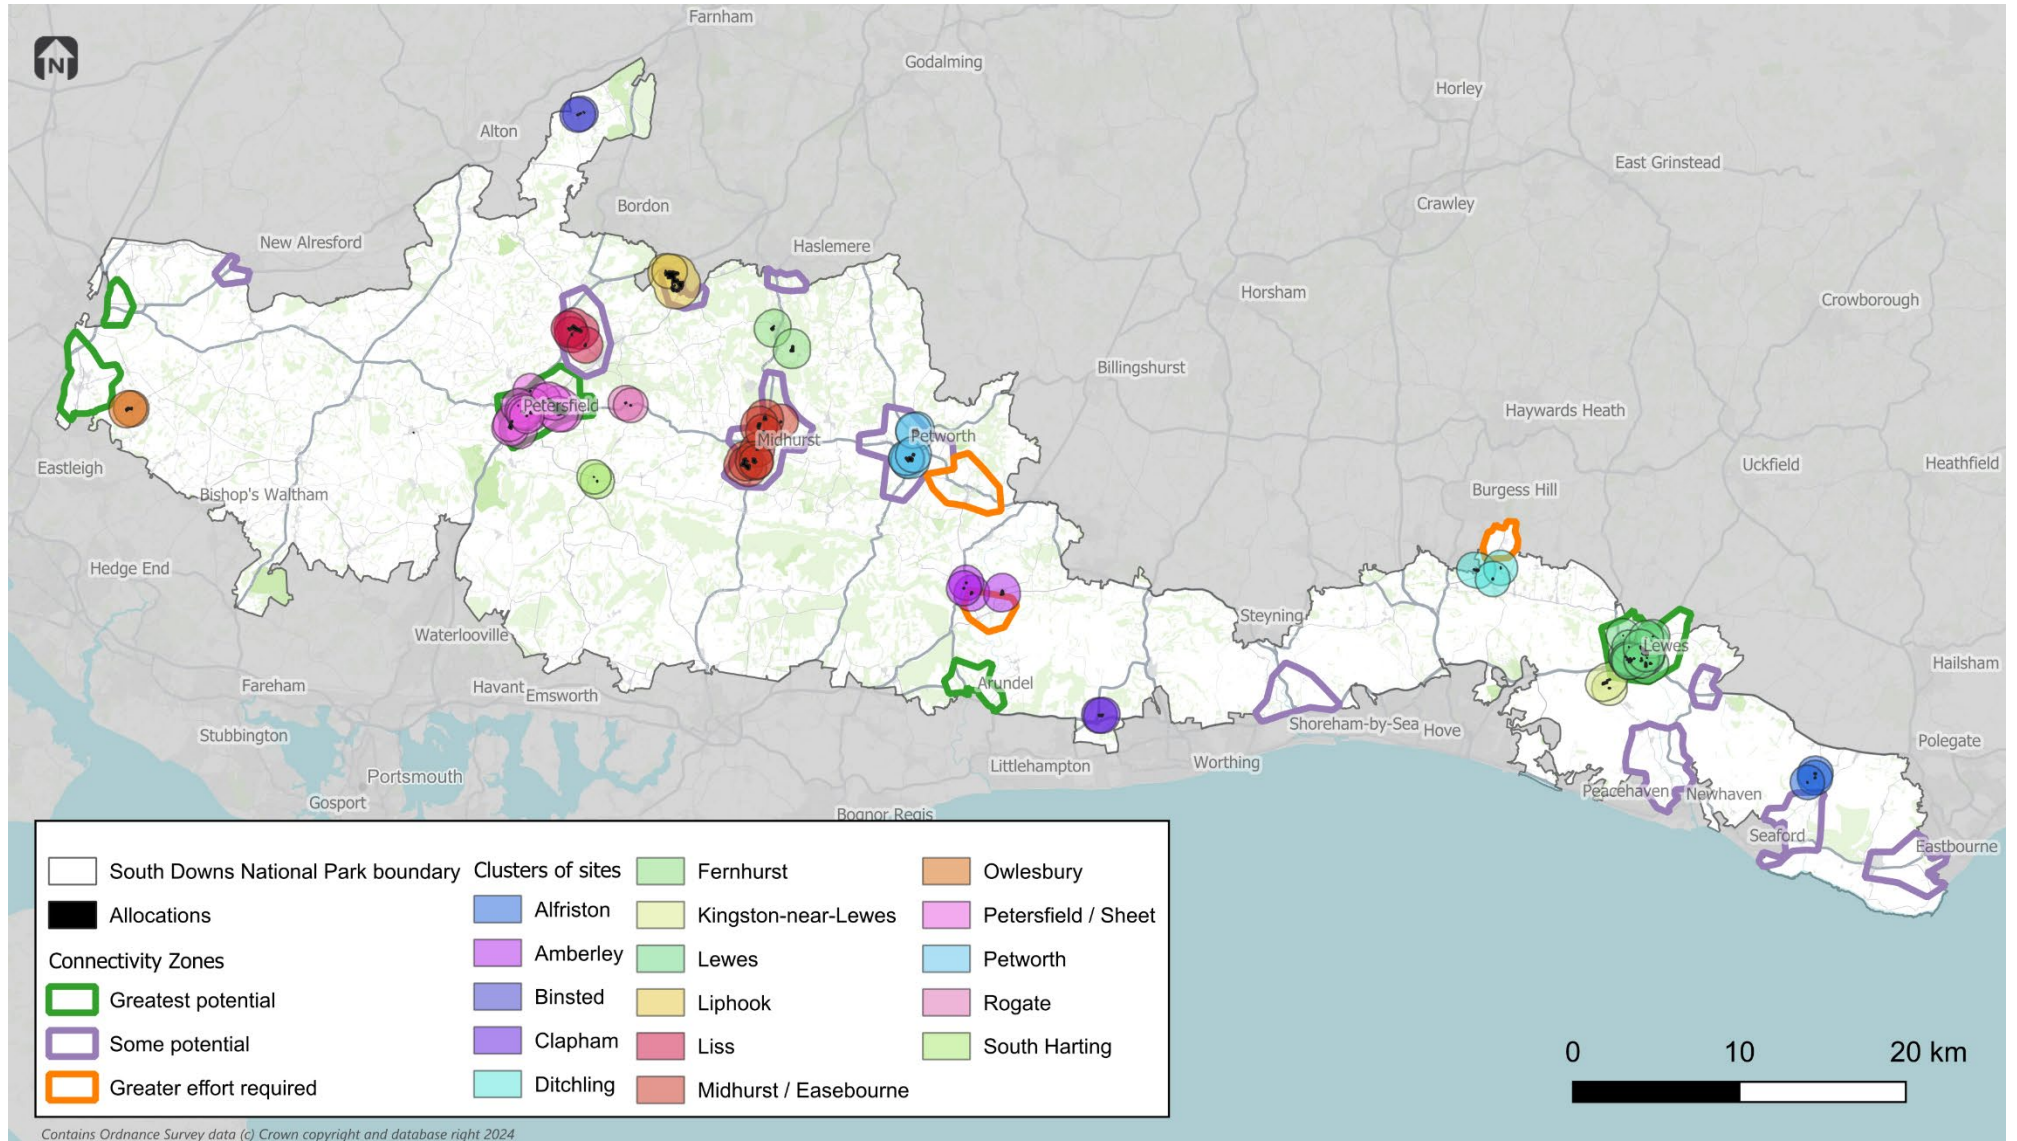 Farnham
Godalming
Horley
N
Alton
East Grinstead
Bordon
Crawley
New Alresford
Haslemere
Horsham
Crowborough
Billingshurst
Petersfield
Haywards Heath
Midhurst
Petworth
Eastleigh
Uckfield
Heathfield
Bishop's Waltham
Burgess Hill
Hedge End
Steyning
Waterlooville
Lewes
Hailsham
Fareham
Havant
Emsworth
Arundel
Stubbington
Shoreham-by-Sea
Hove
Polegate
Portsmouth
Littlehampton
Worthing
Gosport
Peacehaven
Newhaven
Bognor Regis
Seaford
Eastbourne
South Downs National Park boundary
Allocations
Connectivity Zones
Greatest potential
Some potential
Greater effort required
Clusters of sites
Alfriston
Amberley
Binsted
Clapham
Ditchling
Fernhurst
Kingston-near-Lewes
Lewes
Liphook
Liss
Midhurst / Easebourne
Owlesbury
Petersfield / Sheet
Petworth
Rogate
South Harting
0 10 20 km
Contains Ordnance Survey data (c) Crown copyright and database right 2024